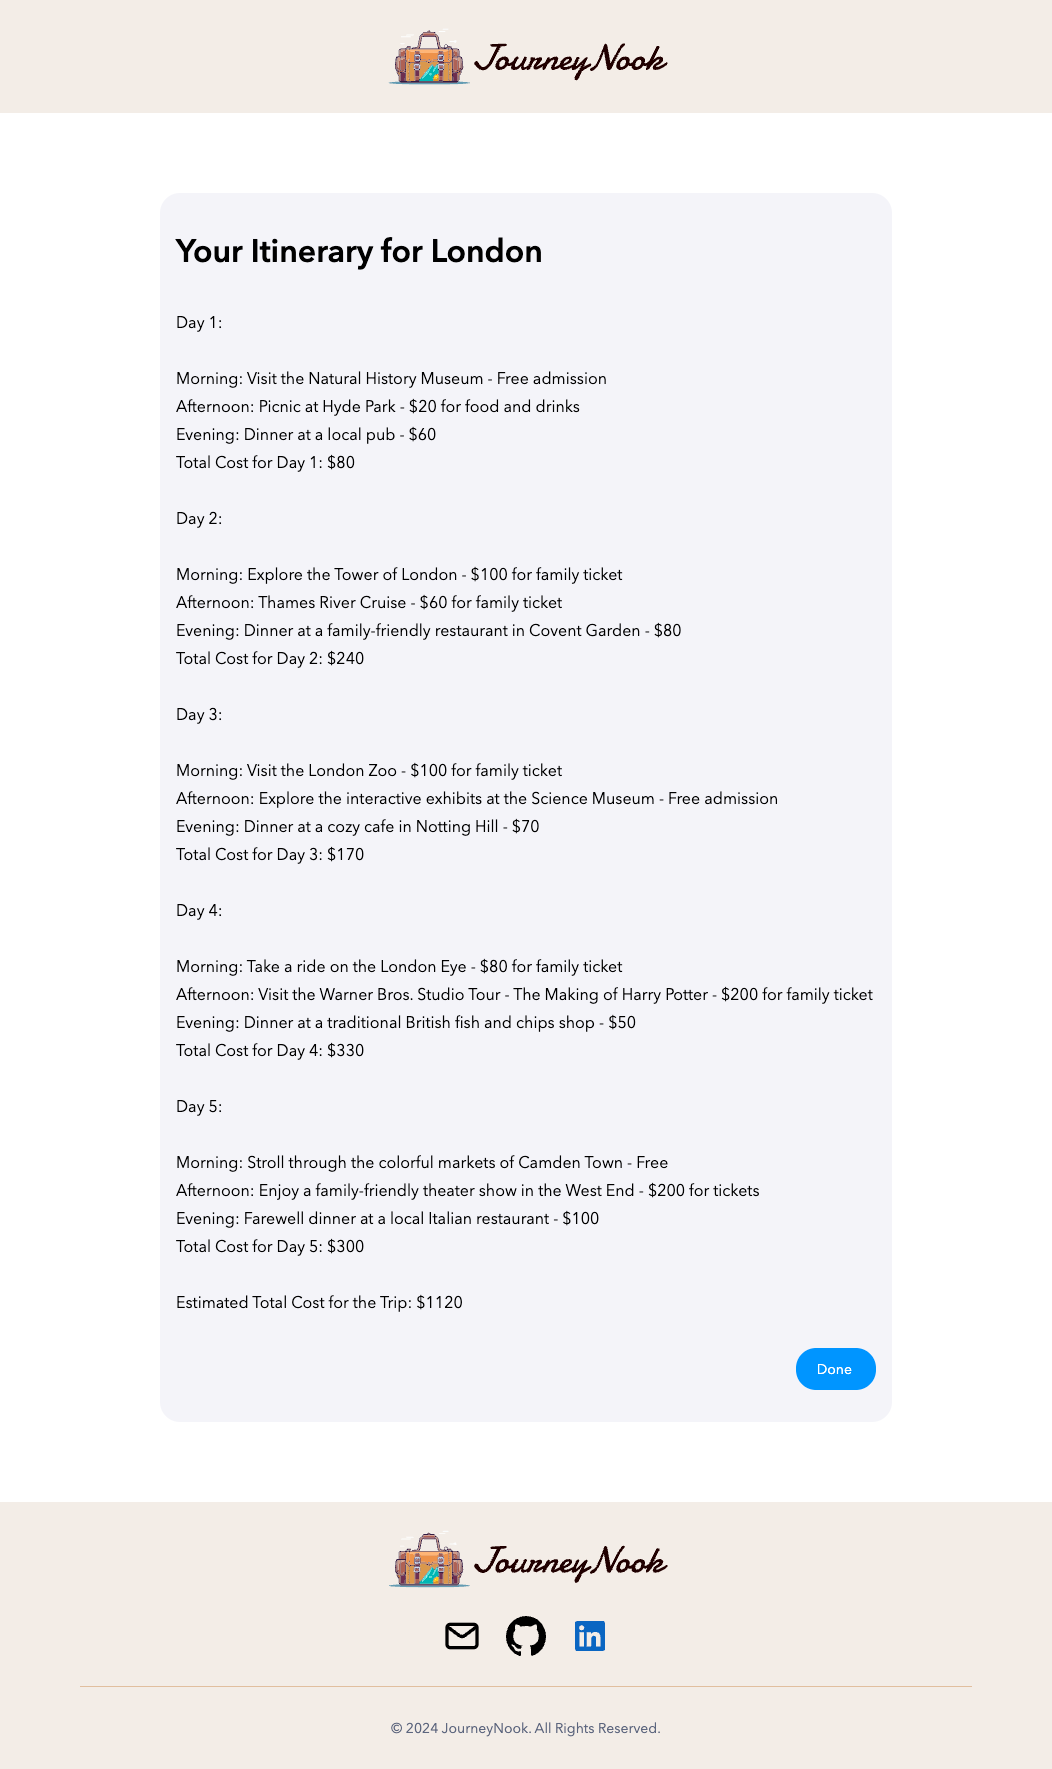 JourneyNook
Your Itinerary for London
Day 1:
Morning: Visit the Natural History Museum - Free admission
Afternoon: Picnic at Hyde Park - $20 for food and drinks
Evening: Dinner at a local pub - $60
Total Cost for Day 1: $80
Day 2:
Morning: Explore the Tower of London - $100 for family ticket
Afternoon: Thames River Cruise - $60 for family ticket
Evening: Dinner at a family-friendly restaurant in Covent Garden - $80
Total Cost for Day 2: $240
Day 3:
Morning: Visit the London Zoo - $100 for family ticket
Afternoon: Explore the interactive exhibits at the Science Museum - Free admission
Evening: Dinner at a cozy cafe in Notting Hill - $70
Total Cost for Day 3: $170
Day 4:
Morning: Take a ride on the London Eye - $80 for family ticket
Afternoon: Visit the Warner Bros. Studio Tour - The Making of Harry Potter - $200 for family ticket
Evening: Dinner at a traditional British fish and chips shop - $50
Total Cost for Day 4: $330
Day 5:
Morning: Stroll through the colorful markets of Camden Town - Free
Afternoon: Enjoy a family-friendly theater show in the West End - $200 for tickets
Evening: Farewell dinner at a local Italian restaurant - $100
Total Cost for Day 5: $300
Estimated Total Cost for the Trip: $1120
Done
JourneyNook
in
© 2024 JourneyNook. All Rights Reserved.